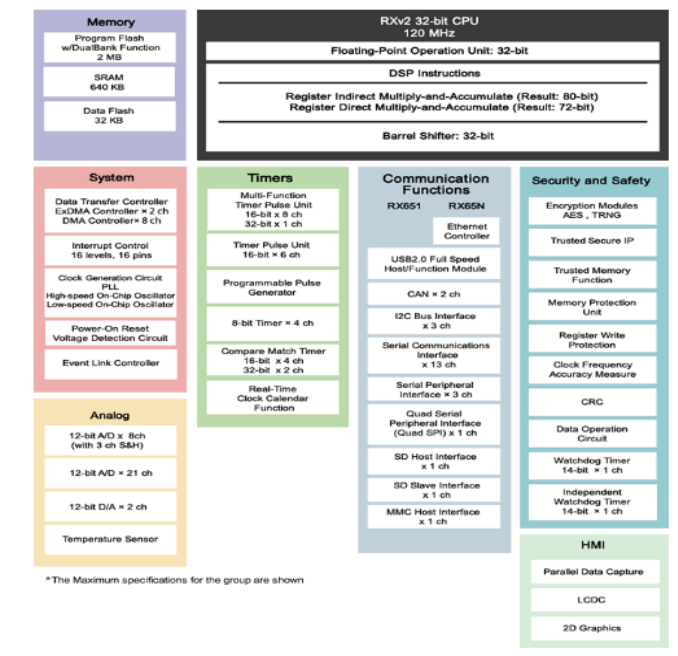 Memory
Program Flash
w/DualBank Function
2 MB
SRAM
640 KB
Data Flash
32 KB
RXv2 32-bit CPU
120 MHz
Floating-Point Operation Unit: 32-bit
DSP Instructions
Register Indirect Multiply-and-Accumulate (Result: 80-bit)
Register Direct Multiply-and-Accumulate (Result: 72-bit)
Barrel Shifter: 32-bit
System
Data Transfer Controller
ExDMA Controller × 2 ch
DMA Controller× 8 ch
Interrupt Control
16 levels, 16 pins
Clock Generation Circuit
PLL
High-speed On-Chip Oscillator
Low-speed On-Chip Oscillator
Power-On Reset
Voltage Detection Circuit
Event Link Controller
Analog
12-bit A/D x 8ch
(with 3 ch S&H)
12-bit A/D × 21 ch
12-bit D/A × 2 ch
Temperature Sensor
Timers
Multi-Function
Timer Pulse Unit
16-bit x 8 ch
32-bit x 1 ch
Timer Pulse Unit
16-bit × 6 ch
Programmable Pulse
Generator
8-bit Timer × 4 ch
Compare Match Timer
16-bit x 4 ch
32-bit x 2 ch
Real-Time
Clock Calendar
Function
Communication
Functions
RX651 RX65N
Ethernet
Controller
USB2.0 Full Speed
Host/Function Module
CAN × 2 ch
I2C Bus Interface
x 3 ch
Serial Communications
Interface
x 13 ch
Serial Peripheral
Interface × 3 ch
Quad Serial
Peripheral Interface
(Quad SPI) x 1 ch
SD Host Interface
x 1 ch
SD Slave Interface
x 1 ch
MMC Host Interface
x 1 ch
Security and Safety
Encryption Modules
AES , TRNG
Trusted Secure IP
Trusted Memory
Function
Memory Protection
Unit
Register Write
Protection
Clock Frequency
Accuracy Measure
CRC
Data Operation
Circuit
Watchdog Timer
14-bit × 1 ch
Independent
Watchdog Timer
14-bit × 1 ch
HMI
Parallel Data Capture
LCDC
2D Graphics
*The Maximum specifications for the group are shown